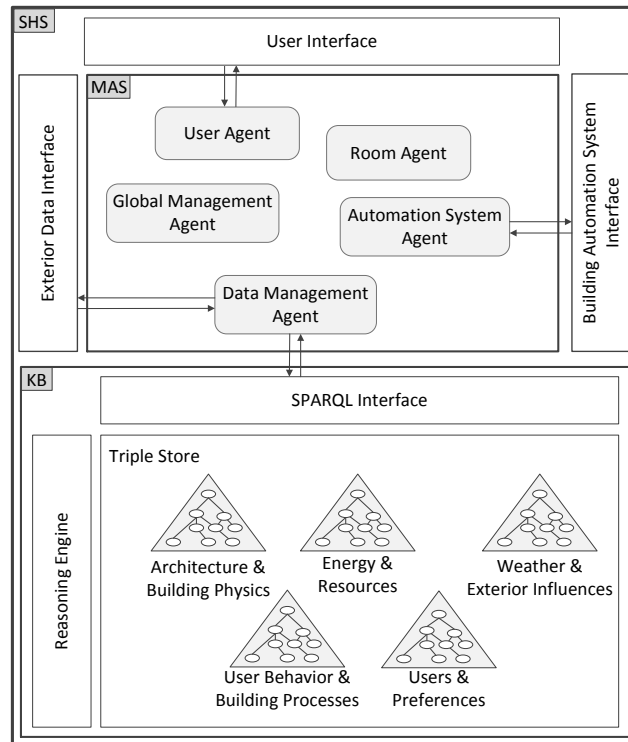 SHS
User Interface
Exterior Data Interface
MAS
User Agent
Room Agent
Global Management
Agent
Automation System
Agent
Data Management
Agent
Building Automation System
Interface
KB
SPARQL Interface
Reasoning Engine
Triple Store
Architecture &
Building Physics
Energy &
Resources
Weather &
Exterior Influences
User Behavior &
Building Processes
Users &
Preferences